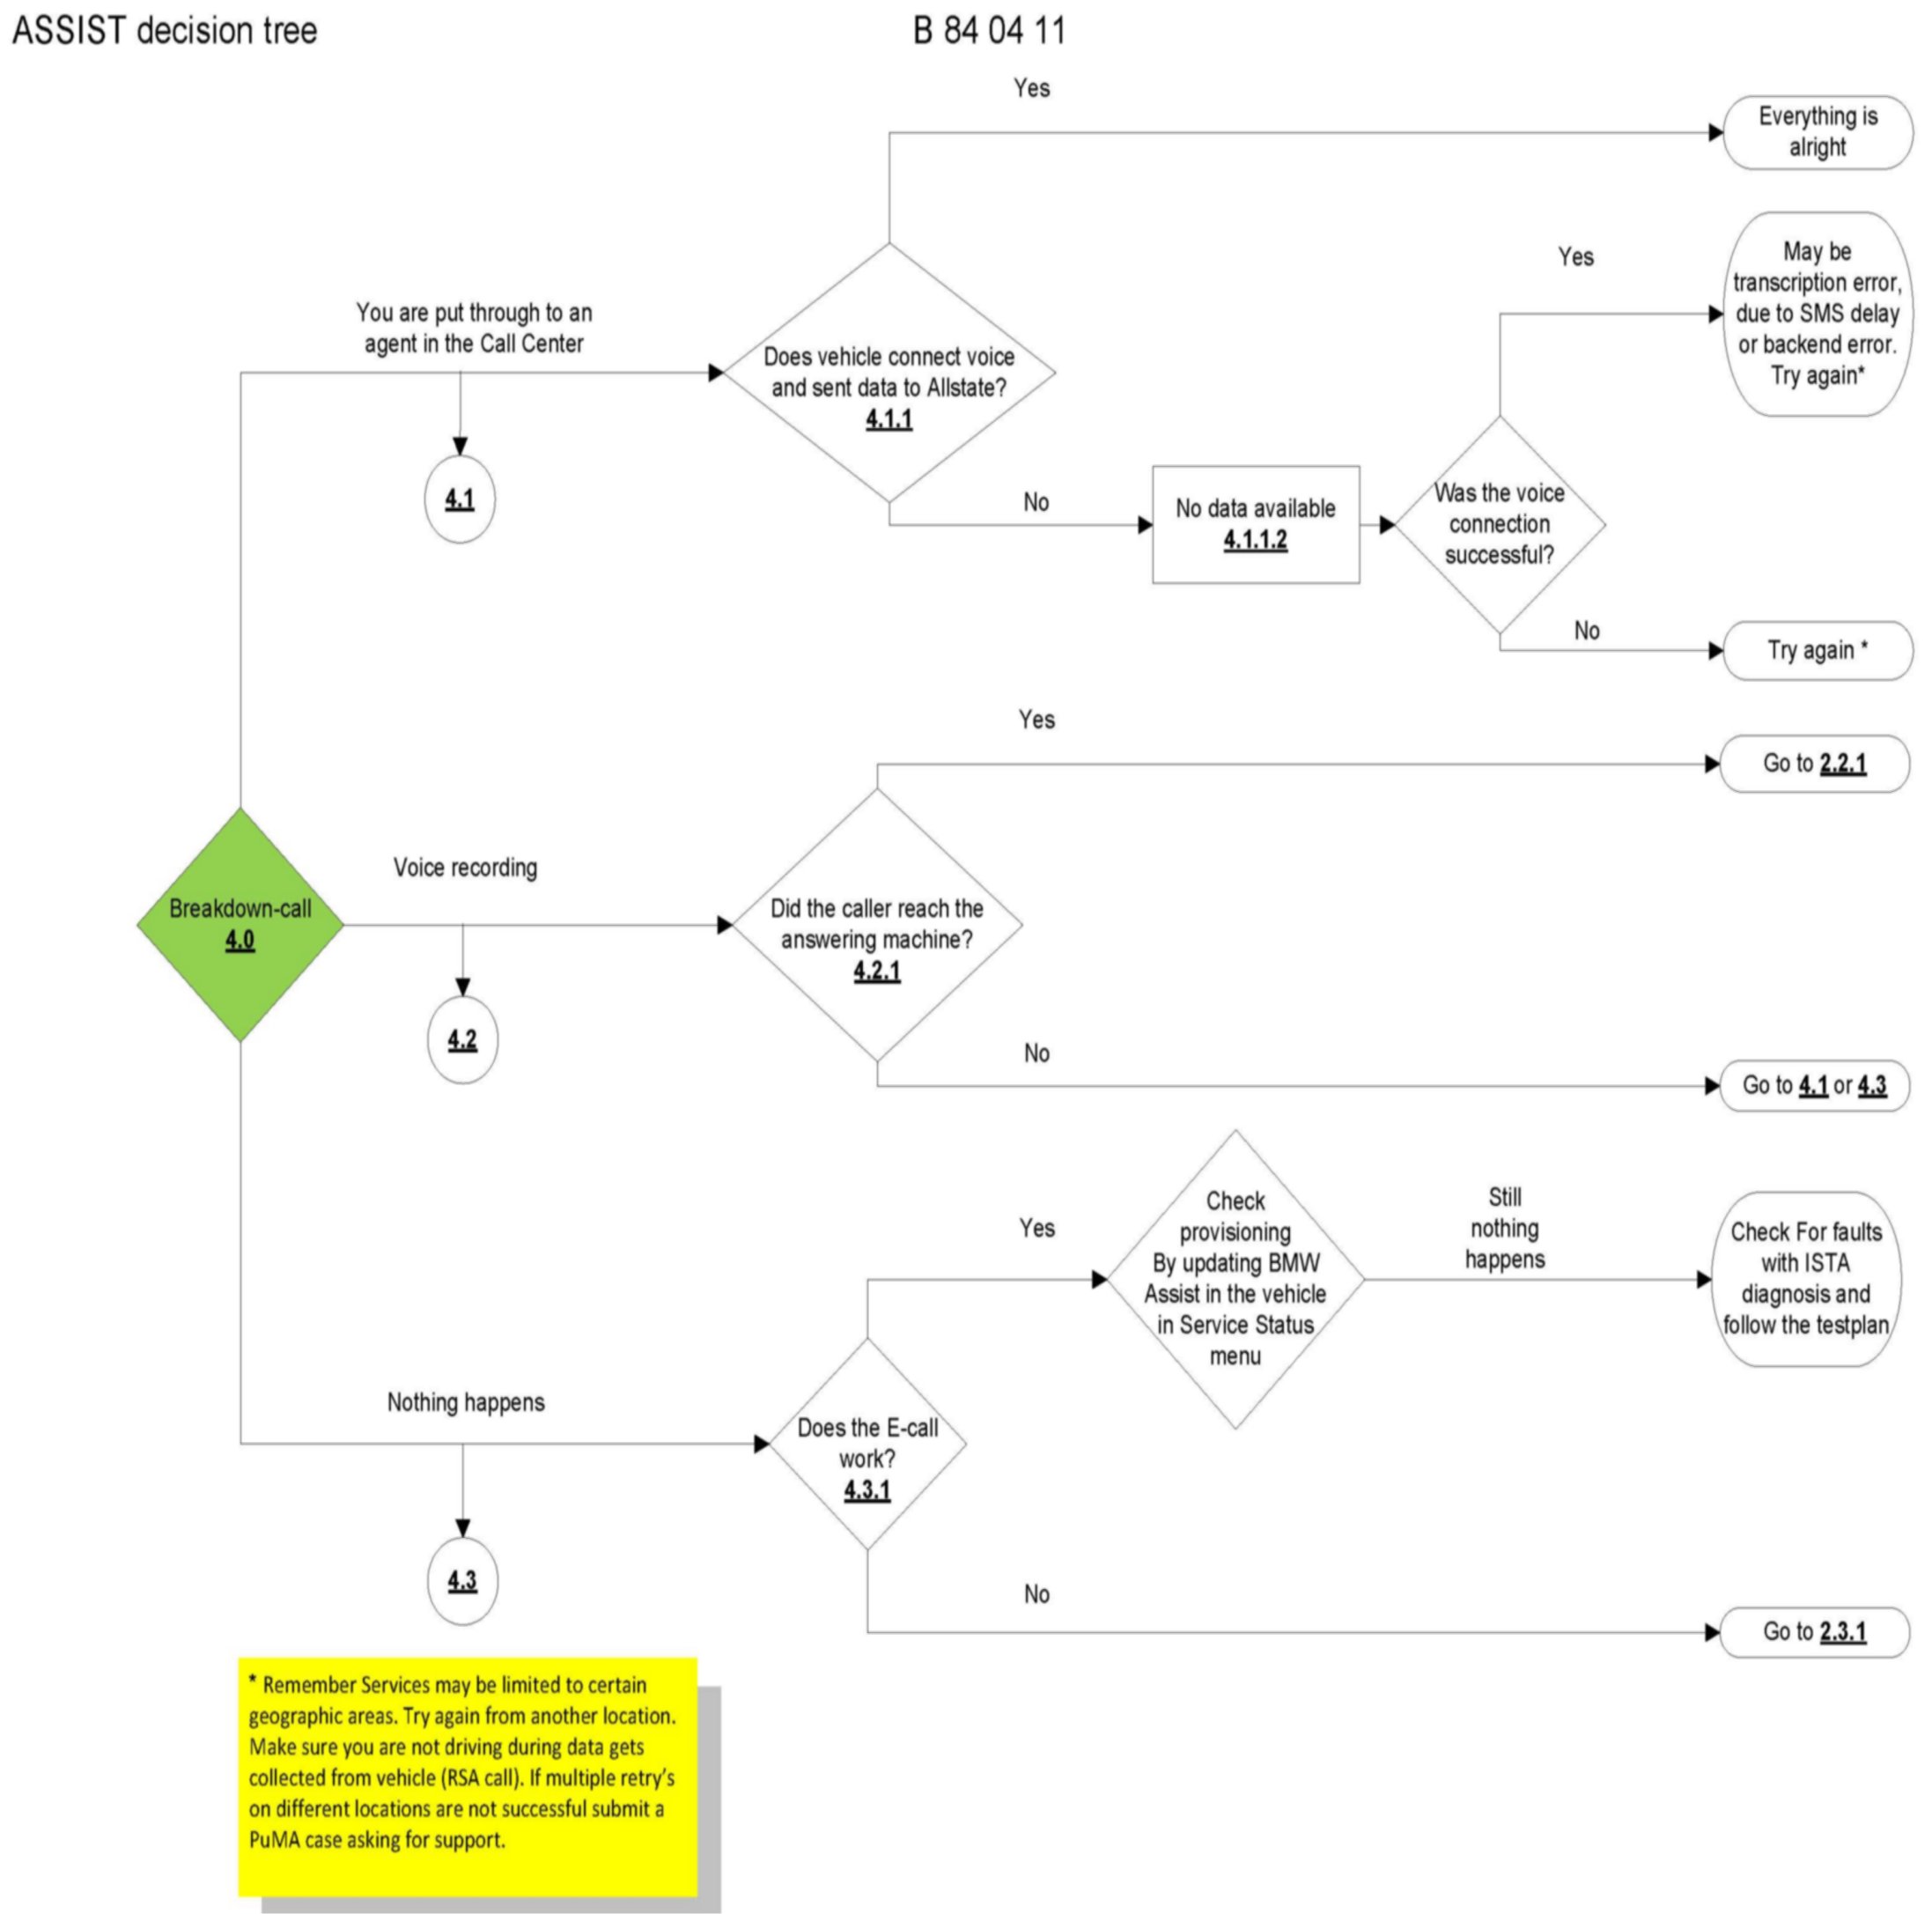 ASSIST decision tree
B 84 04 11
Yes
Everything is
alright
You are put through to an
agent in the Call Center
4.1
Does vehicle connect voice
and sent data to Allstate?
4.1.1
No
No data available
4.1.1.2
Was the voice
connection
successful?
Yes
May be
transcription error,
due to SMS delay
or backend error.
Try again*
No
Try again *
Breakdown-call
4.0
Voice recording
4.2
Did the caller reach the
answering machine?
4.2.1
Yes
Go to 2.2.1
No
Go to 4.1 or 4.3
Nothing happens
4.3
Does the E-call
work?
4.3.1
Yes
Check
provisioning
By updating BMW
Assist in the vehicle
in Service Status
menu
Still
nothing
happens
Check For faults
with ISTA
diagnosis and
follow the testplan
No
Go to 2.3.1
* Remember Services may be limited to certain
geographic areas. Try again from another location.
Make sure you are not driving during data gets
collected from vehicle (RSA call). If multiple retry's
on different locations are not successful submit a
PuMA case asking for support.